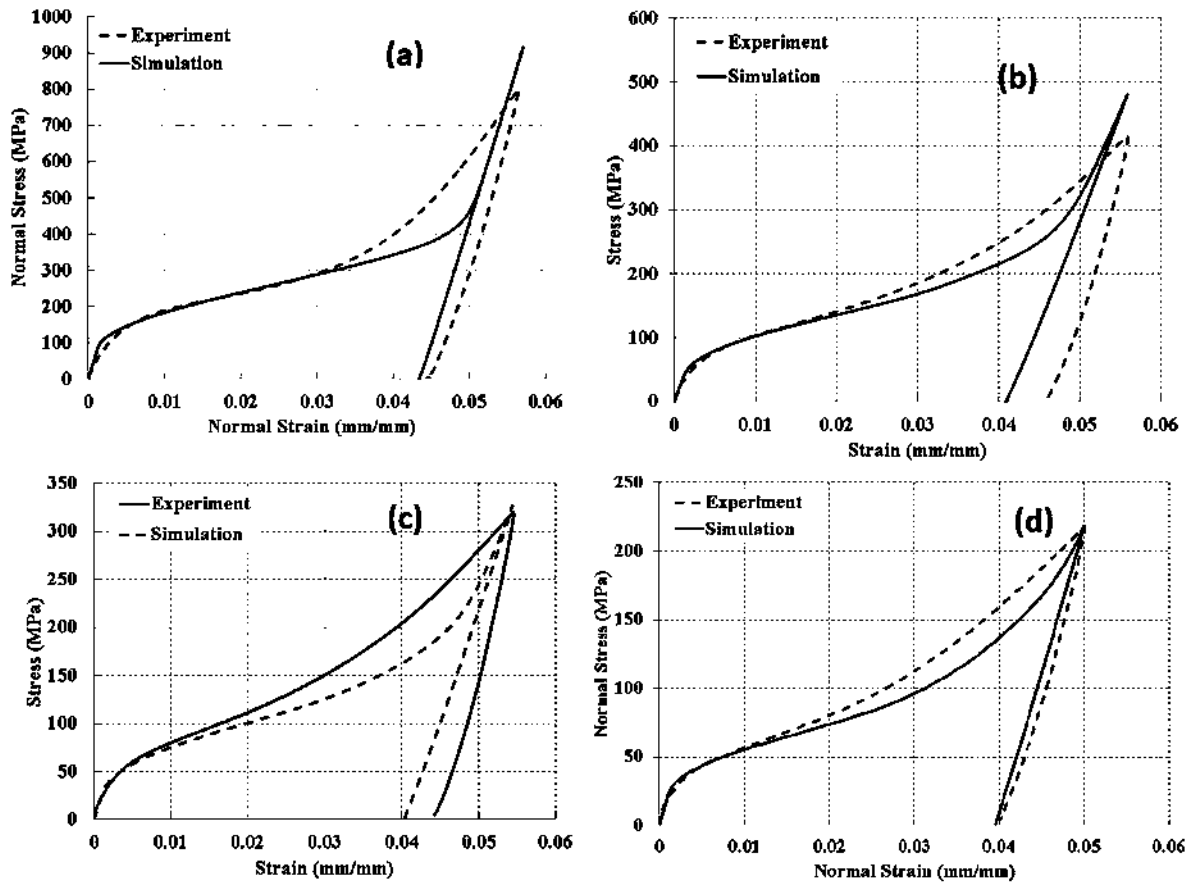 1000
900
800
700
600
500
400
300
200
100
0
Normal Stress (MPa)
Experiment
Simulation
(a)
0 0.01 0.02 0.03 0.04 0.05 0.06
Normal Strain (mm/mm)
600
500
400
300
200
100
0
Stress (MPa)
Experiment
Simulation
(b)
0 0.01 0.02 0.03 0.04 0.05 0.06
Strain (mm/mm)
350
300
250
200
150
100
50
0
Stress (MPa)
Experiment
Simulation
(c)
0 0.01 0.02 0.03 0.04 0.05 0.06
Strain (mm/mm)
250
200
150
100
50
0
Normal Stress (MPa)
Experiment
Simulation
(d)
0 0.01 0.02 0.03 0.04 0.05 0.06
Normal Strain (mm/mm)